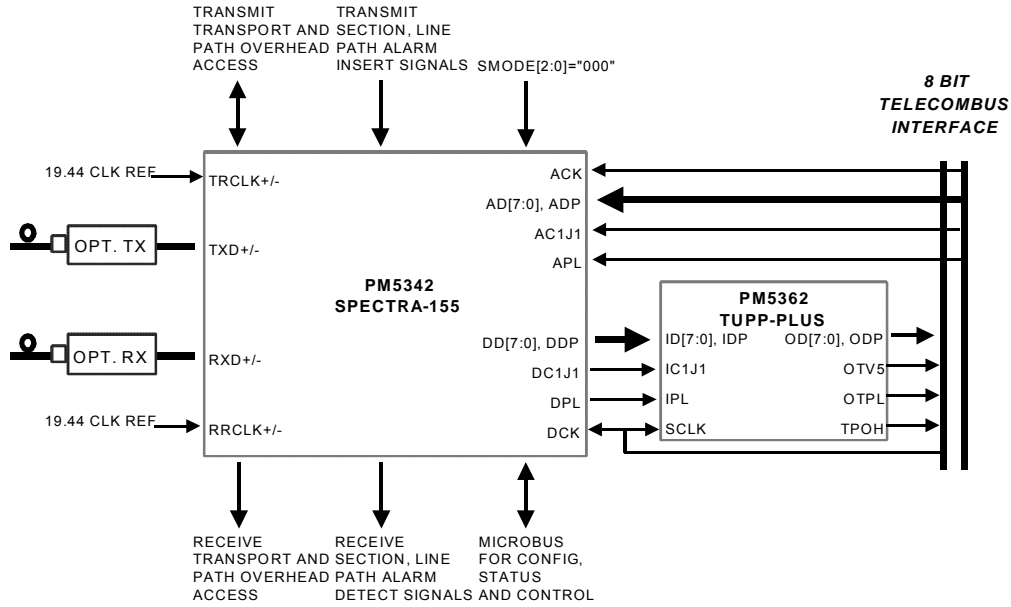 TRANSMIT
TRANSPORT AND
PATH OVERHEAD
ACCESS
TRANSMIT
SECTION, LINE
PATH ALARM
INSERT SIGNALS
SMODE[2:0]="000"
8 BIT
TELECOMBUS
INTERFACE
19.44 CLK REF
TRCLK+/-
OPT. TX
TXD+/-
OPT. RX
RXD+/-
19.44 CLK REF
RRCLK+/-
PM5342
SPECTRA-155
ACK
AD[7:0], ADP
AC1J1
APL
DD[7:0], DDP
DC1J1
DPL
DCK
PM5362
TUPP-PLUS
ID[7:0], IDP
IC1J1
IPL
SCLK
OD[7:0], ODP
OTV5
OTPL
TPOH
RECEIVE
TRANSPORT AND
PATH OVERHEAD
ACCESS
RECEIVE
SECTION, LINE
PATH ALARM
DETECT SIGNALS
MICROBUS
FOR CONFIG,
STATUS
AND CONTROL